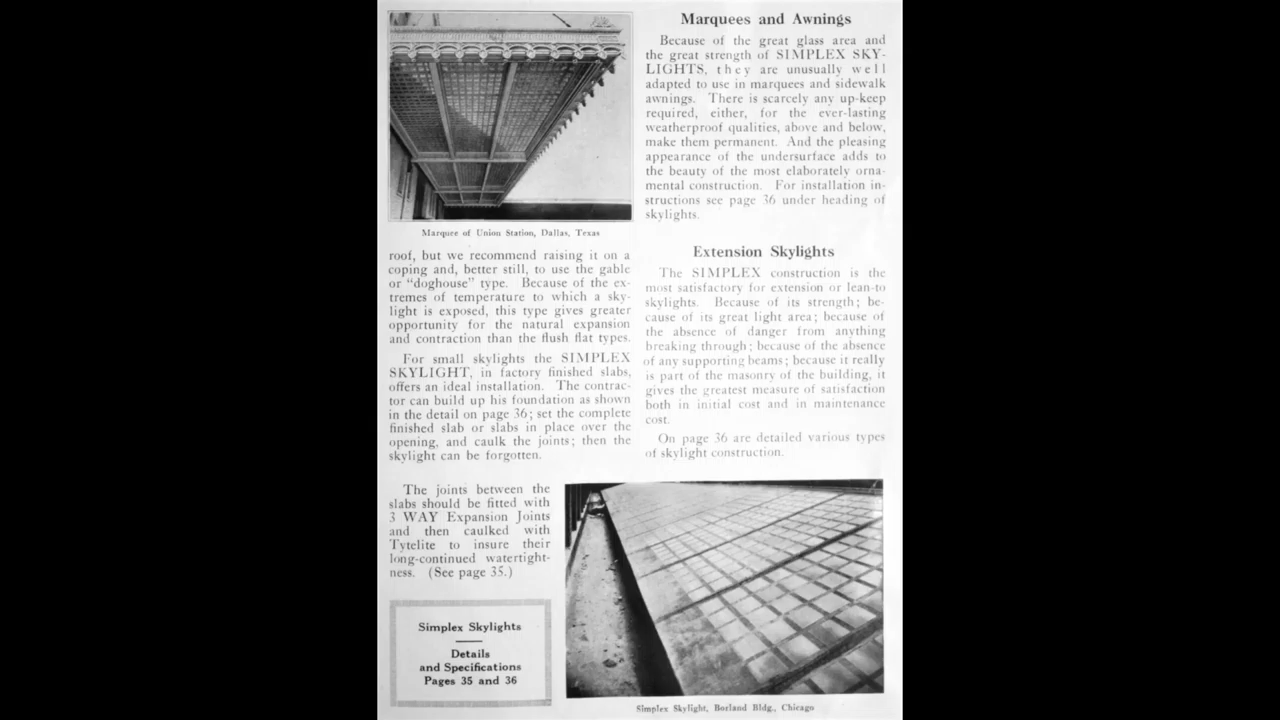 Marquee of Union Station, Dallas, Texas
roof, but we recommend raising it on a
coping and, better still, to use the gable
or “doghouse” type. Because of the ex-
tremes of temperature to which a sky-
light is exposed, this type gives greater
opportunity for the natural expansion
and contraction than the flush flat types.
For small skylights the SIMPLEX
SKYLIGHT, in factory finished slabs,
offers an ideal installation. The contrac-
tor can build up his foundation as shown
in the detail on page 36; set the complete
finished slab or slabs in place over the
opening, and caulk the joints; then the
skylight can be forgotten.
The joints between the
slabs should be fitted with
3 WAY Expansion Joints
and then caulked with
Tytelite to insure their
long-continued watertight-
ness. (See page 35.)
Simplex Skylights
Details
and Specifications
Pages 35 and 36
Marquees and Awnings
Because of the great glass area and
the great strength of SIMPLEX SKY-
LIGHTS, they are unusually well
adapted to use in marquees and sidewalk
awnings. There is scarcely any up-keep
required, either, for the ever-lasting
weatherproof qualities, above and below,
make them permanent. And the pleasing
appearance of the undersurface adds to
the beauty of the most elaborately orna-
mental construction. For installation in-
structions see page 36 under heading of
skylights.
Extension Skylights
The SIMPLEX construction is the
most satisfactory for extension or lean-to
skylights. Because of its strength; be-
cause of its great light area; because of
the absence of danger from anything
breaking through; because of the absence
of any supporting beams; because it really
is part of the masonry of the building, it
gives the greatest measure of satisfaction
both in initial cost and in maintenance
cost.
On page 36 are detailed various types
of skylight construction.
Simplex Skylight, Borland Bldg., Chicago